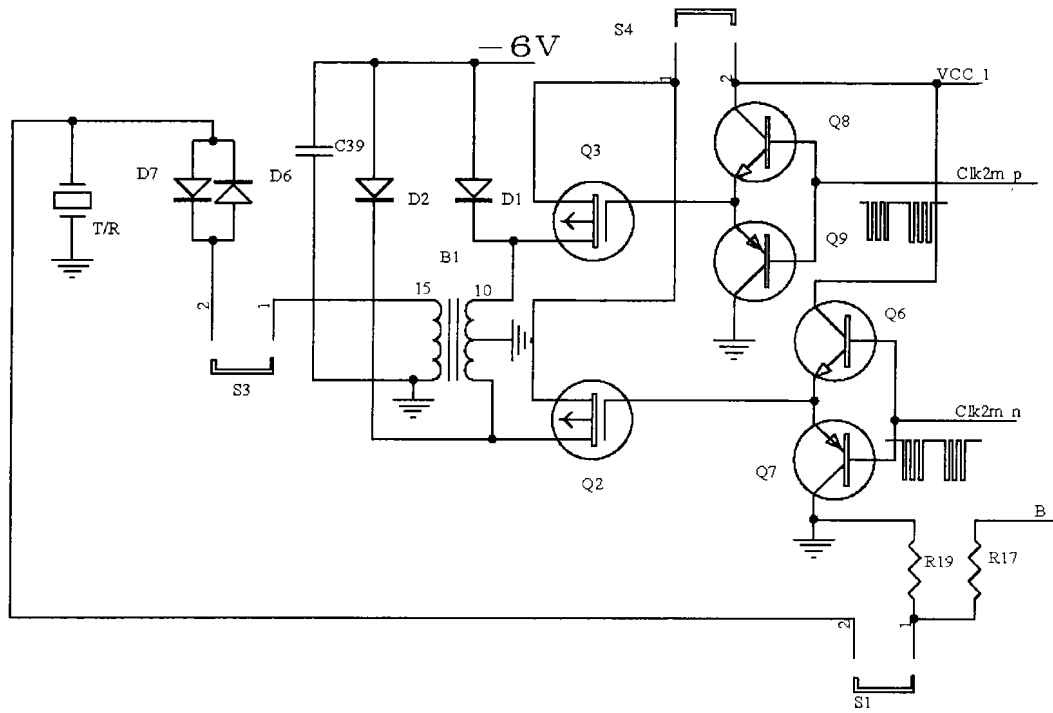 S4
−6V
1
2
VCC_1
Q8
Q3
C39
D7
D6
D2
D1
Clk2m_p
T/R
Q9
B1
2
1
15
10
Q6
S3
Clk2m_n
Q7
Q2
B
R19
R17
2
1
S1